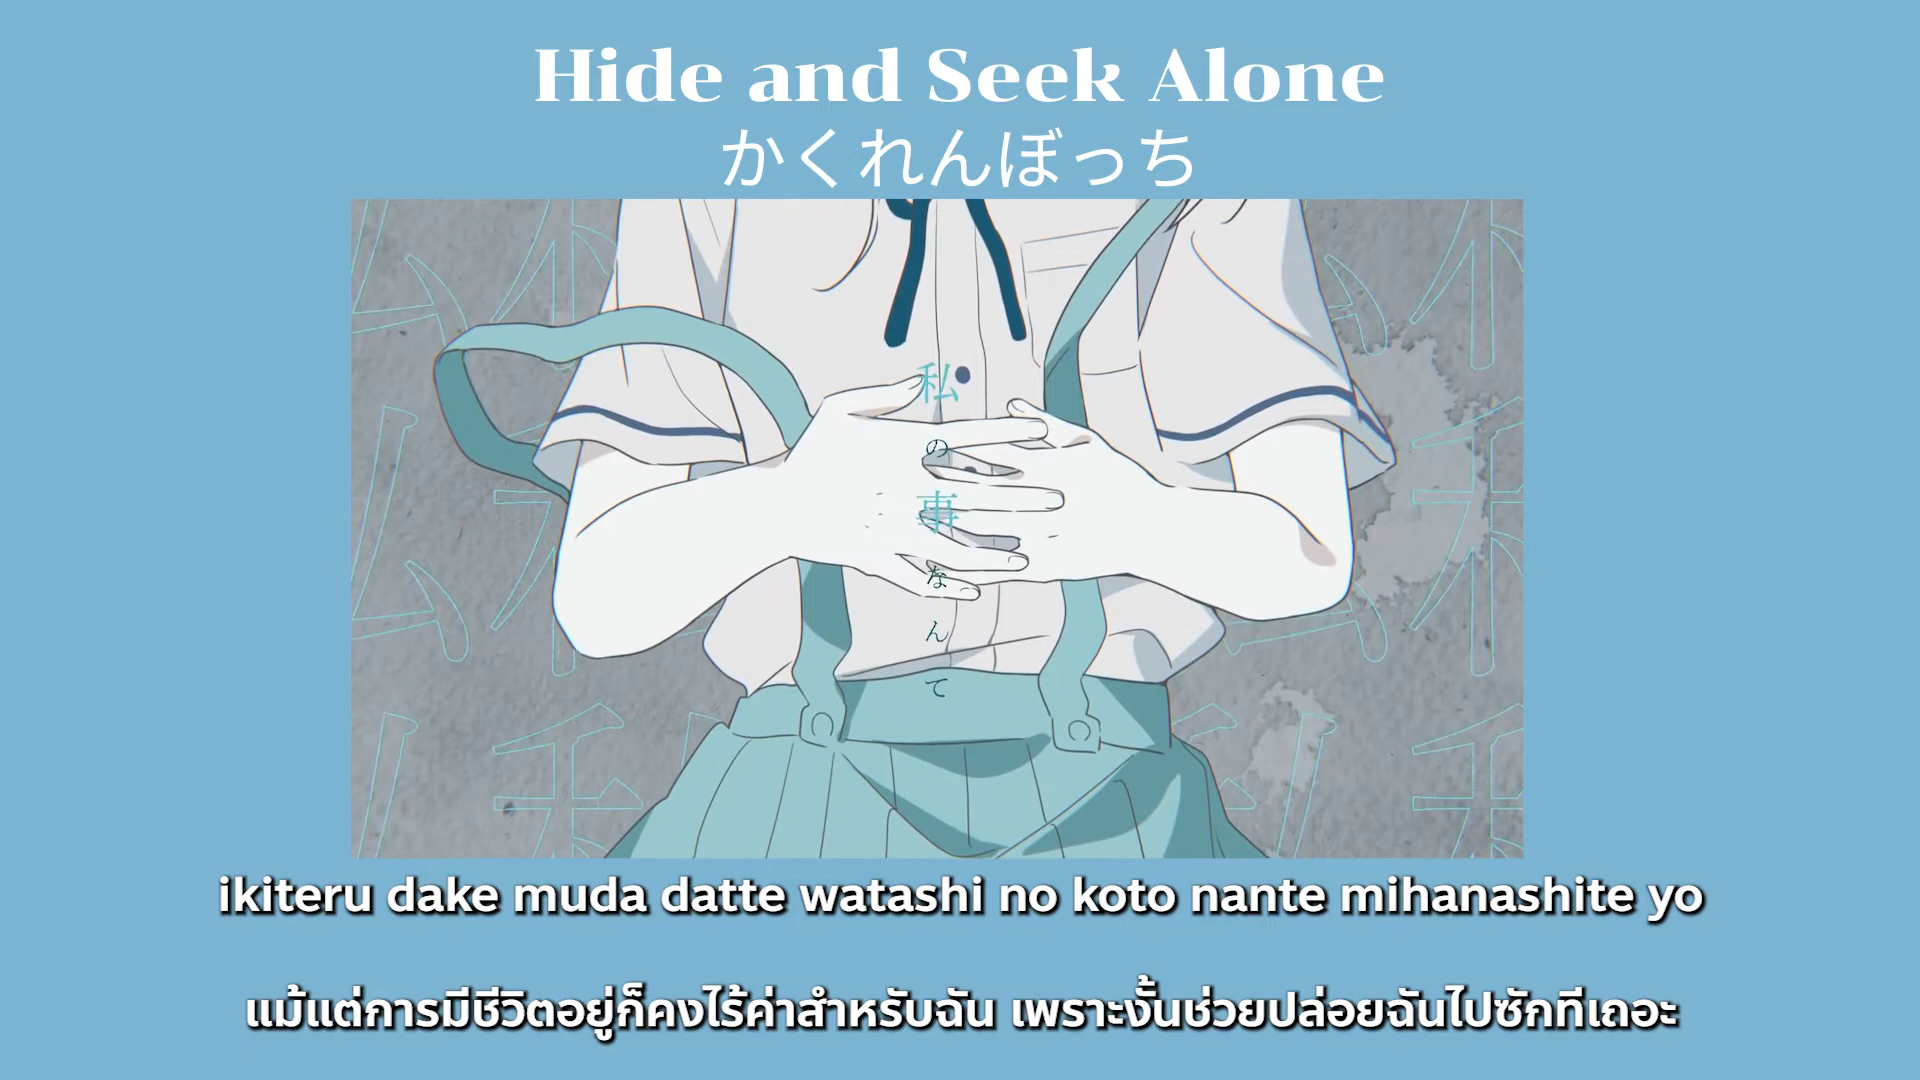 Hide and Seek Alone
かくれんぼっち
私の事なんて
ikiteru dake muda datte watashi no koto nante mihanashite yo
แม้แต่การมีชีวิตอยู่ก็คงไร้ค่าสำหรับฉัน เพราะงั้นช่วยปล่อยฉันไปซักทีเถอะ